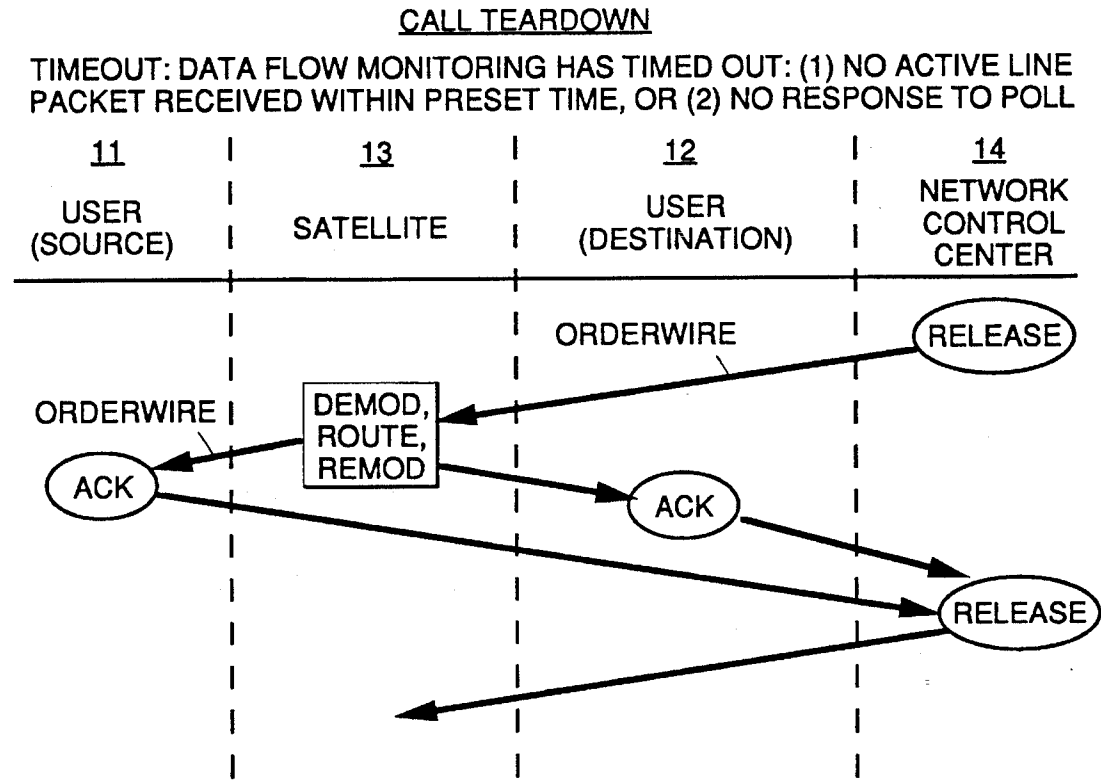 CALL TEARDOWN
TIMEOUT: DATA FLOW MONITORING HAS TIMED OUT: (1) NO ACTIVE LINE
PACKET RECEIVED WITHIN PRESET TIME, OR (2) NO RESPONSE TO POLL
11
USER
(SOURCE)
13
SATELLITE
12
USER
(DESTINATION)
14
NETWORK
CONTROL
CENTER
ORDERWIRE
RELEASE
ORDERWIRE
DEMOD,
ROUTE,
REMOD
ACK
ACK
RELEASE